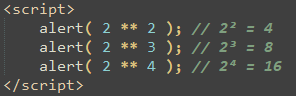 <script>
alert( 2 ** 2 ); // 2² = 4
alert( 2 ** 3 ); // 2³ = 8
alert( 2 ** 4 ); // 2⁴ = 16
</script>